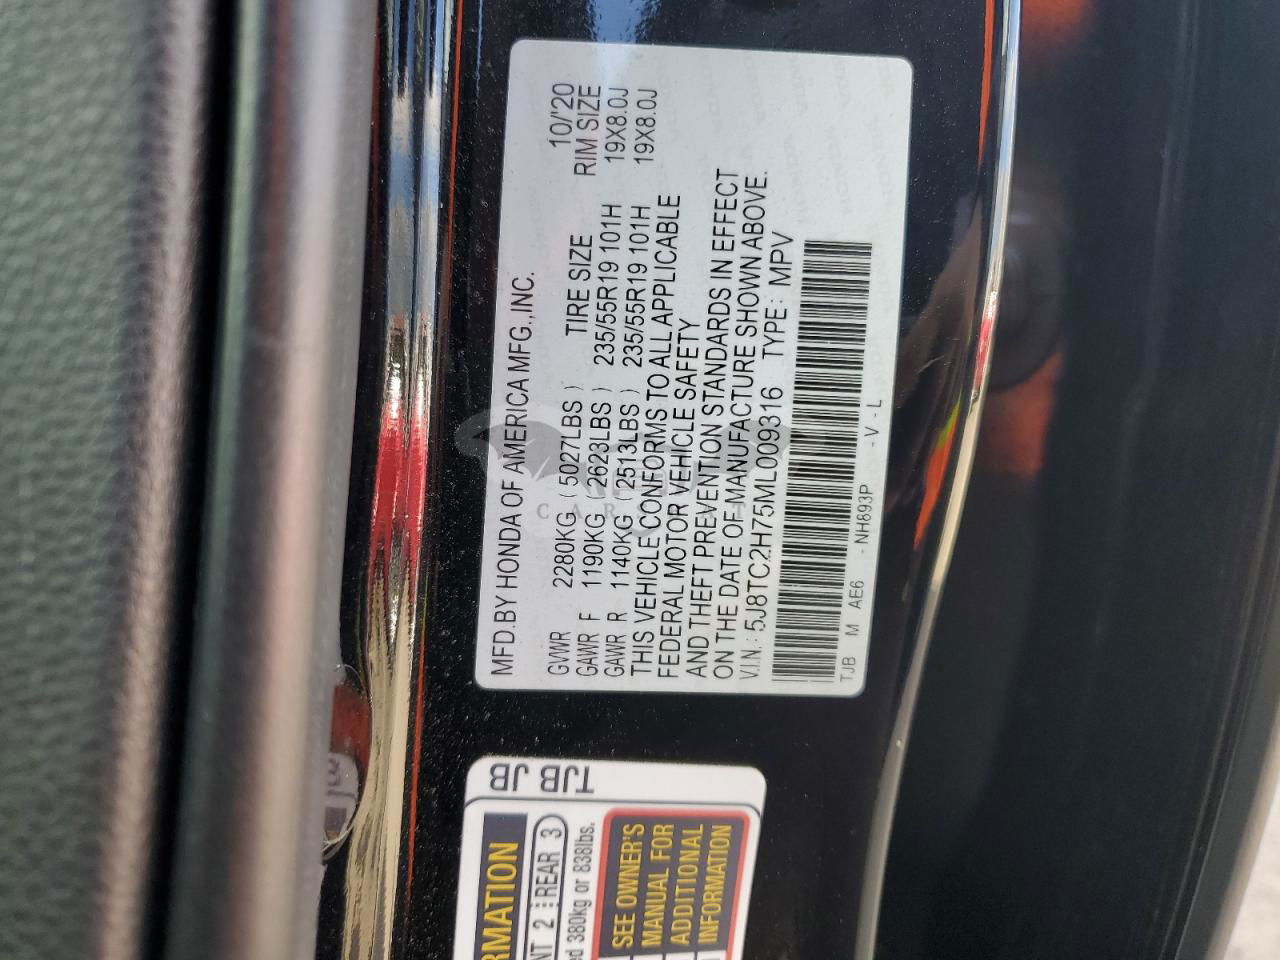 MFD.BY HONDA OF AMERICA MFG.,INC. 10/'20
GVWR 2280KG (5027LBS) TIRE SIZE RIM SIZE
GAWR F 1190KG (2623LBS) 235/55R19 101H 19X8.0J
GAWR R 1140KG (2513LBS) 235/55R19 101H 19X8.0J
THIS VEHICLE CONFORMS TO ALL APPLICABLE
FEDERAL MOTOR VEHICLE SAFETY
AND THEFT PREVENTION STANDARDS IN EFFECT
ON THE DATE OF MANUFACTURE SHOWN ABOVE.
V.I.N.: 5J8TC2H75ML009316 TYPE: MPV
TJB M AE6 - NH893P - V - L
TJB JB
RMATION
NT 2 REAR 3
ed 380kg or 838lbs.
SEE OWNER'S
MANUAL FOR
ADDITIONAL
INFORMATION